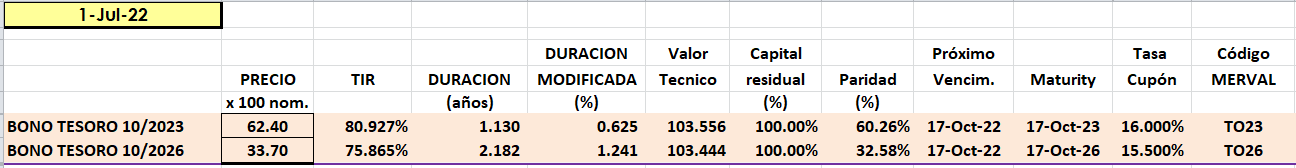 1-Jul-22
DURACION Valor Capital Próximo Tasa Código
PRECIO TIR DURACION MODIFICADA Tecnico residual Paridad Vencim. Maturity Cupón MERVAL
x 100 nom. (años) (%) (%) (%)
BONO TESORO 10/2023 62.40 80.927% 1.130 0.625 103.556 100.00% 60.26% 17-Oct-22 17-Oct-23 16.000% TO23
BONO TESORO 10/2026 33.70 75.865% 2.182 1.241 103.444 100.00% 32.58% 17-Oct-22 17-Oct-26 15.500% TO26